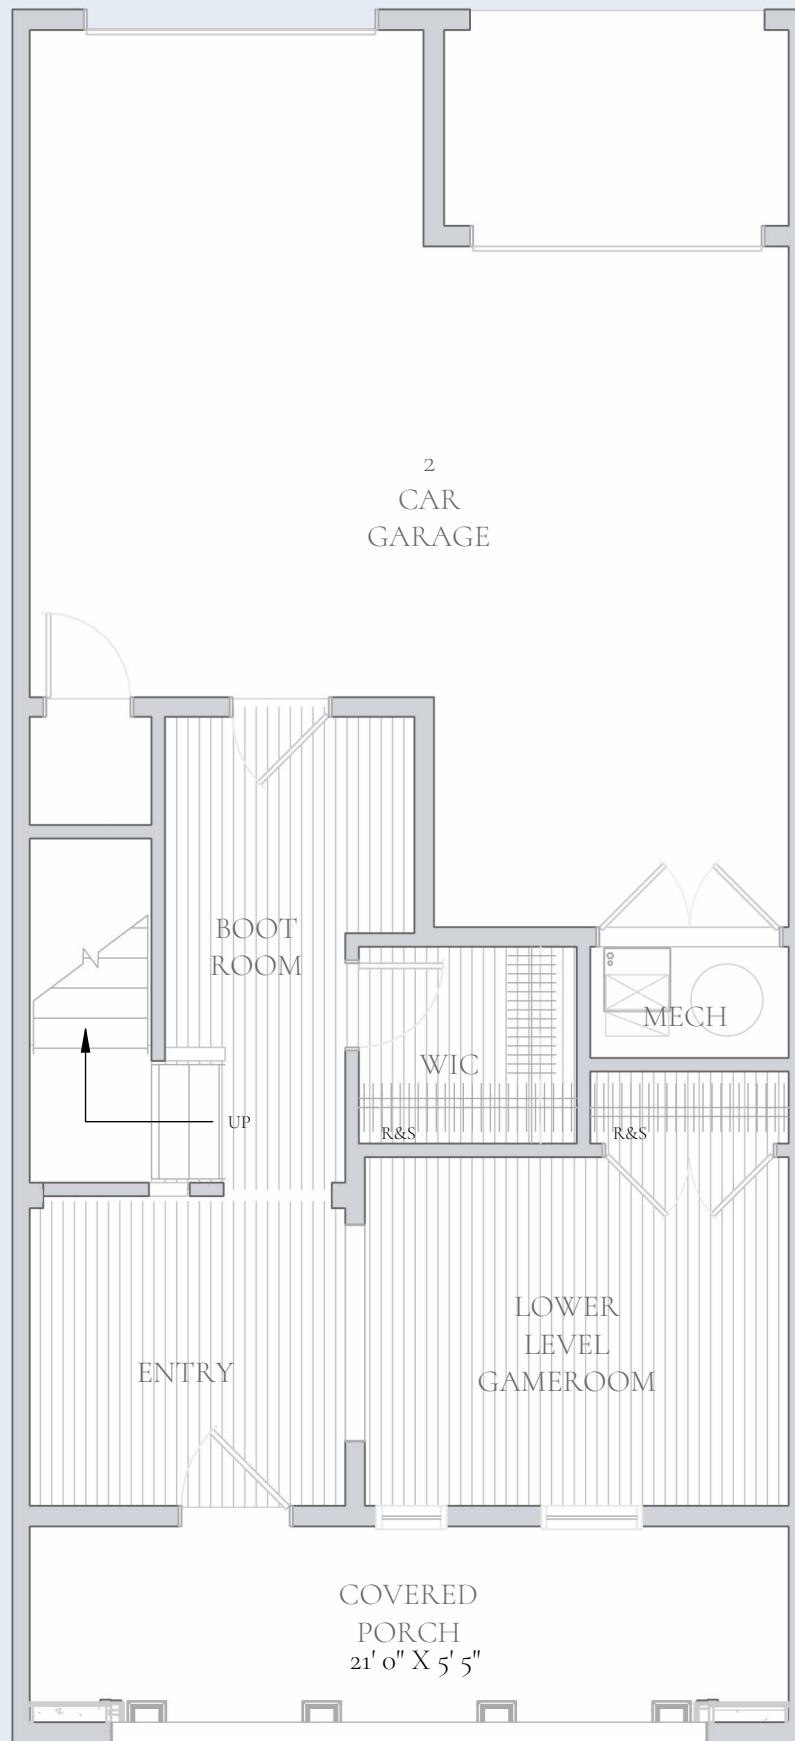 2
CAR
GARAGE
BOOT
ROOM
MECH
WIC
UP
R&S
R&S
LOWER
LEVEL
GAMEROOM
ENTRY
COVERED
PORCH
21' 0" X 5' 5"